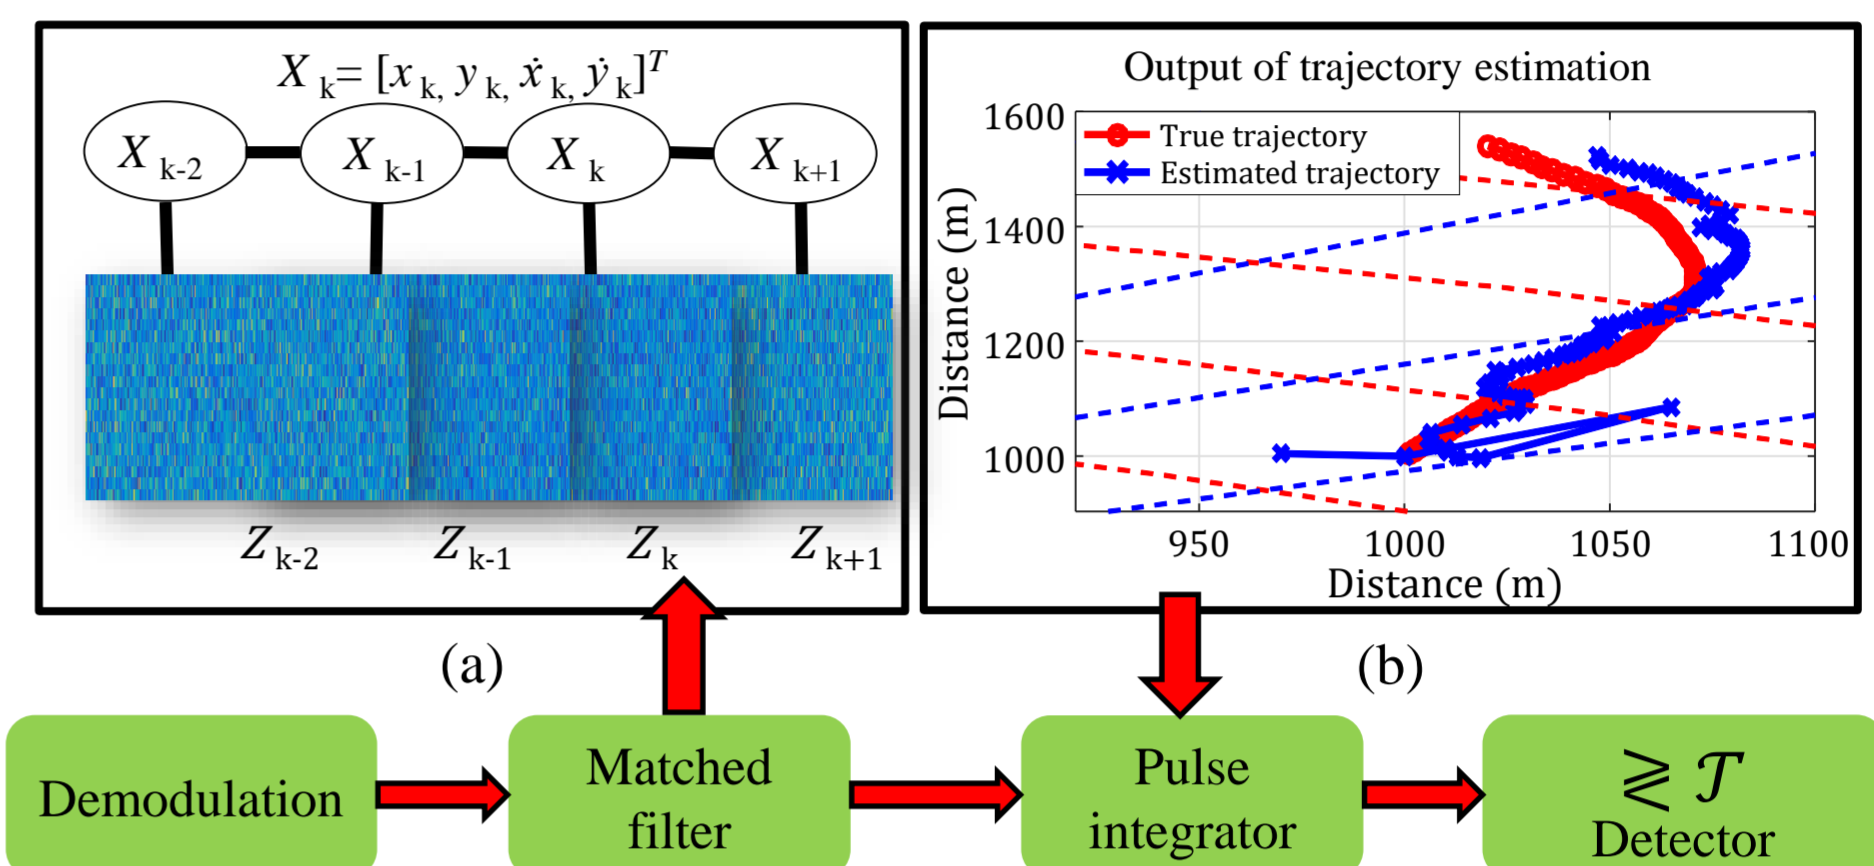 X k= [x k, y k, ẋ k, ẏ k]T
X k-2
X k-1
X k
X k+1
Z k-2
Z k-1
Z k
Z k+1
(a)
Output of trajectory estimation
True trajectory
Estimated trajectory
Distance (m)
1600
1400
1200
1000
950
1000
1050
1100
Distance (m)
(b)
Demodulation
Matched
filter
Pulse
integrator
≷ 𝒯
Detector